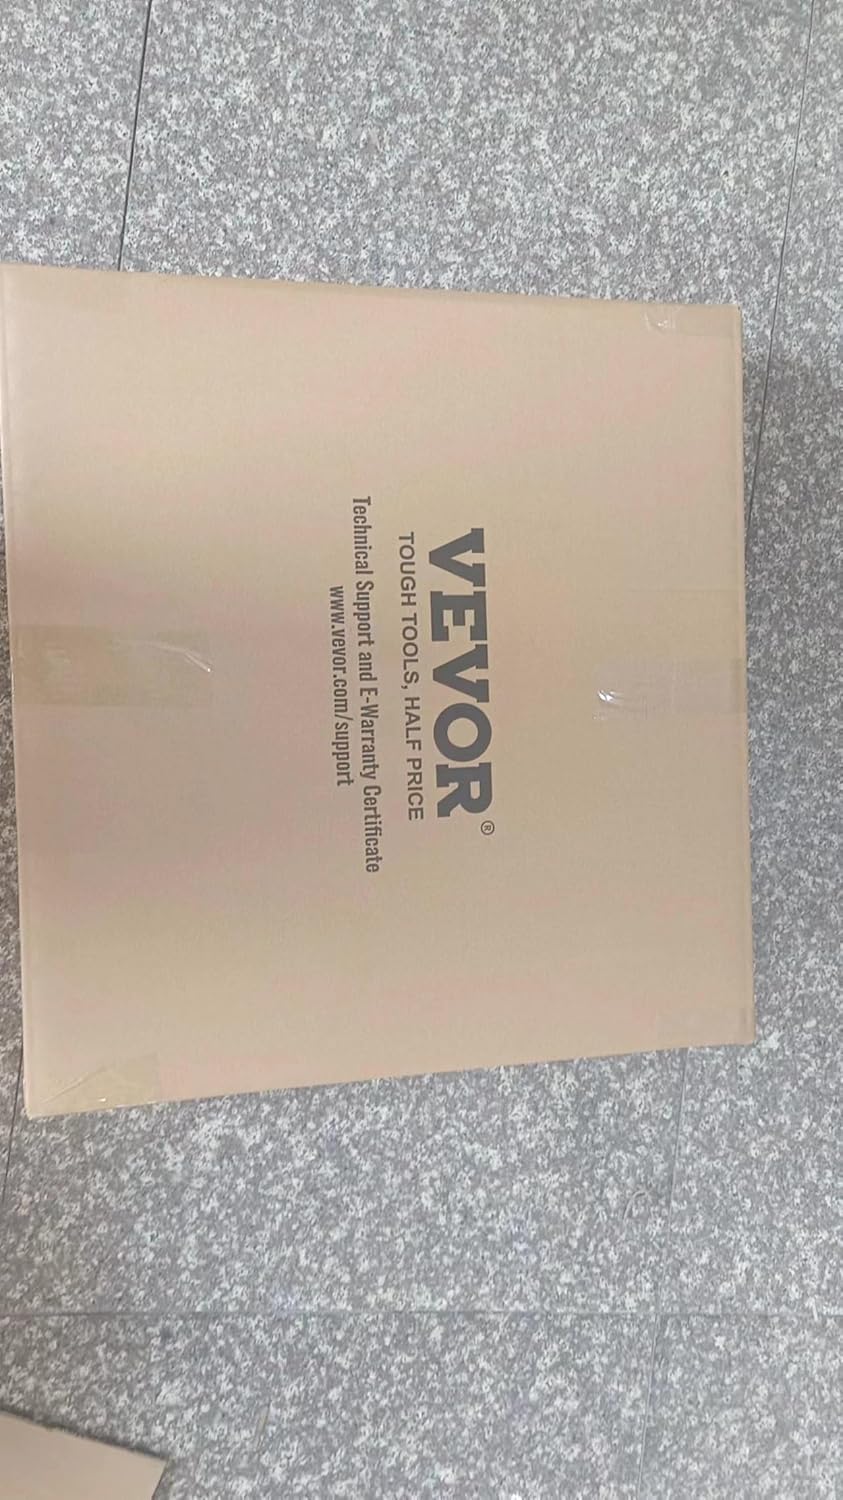 VEVOR®
TOUGH TOOLS, HALF PRICE
Technical Support and E-Warranty Certificate
www.vevor.com/support